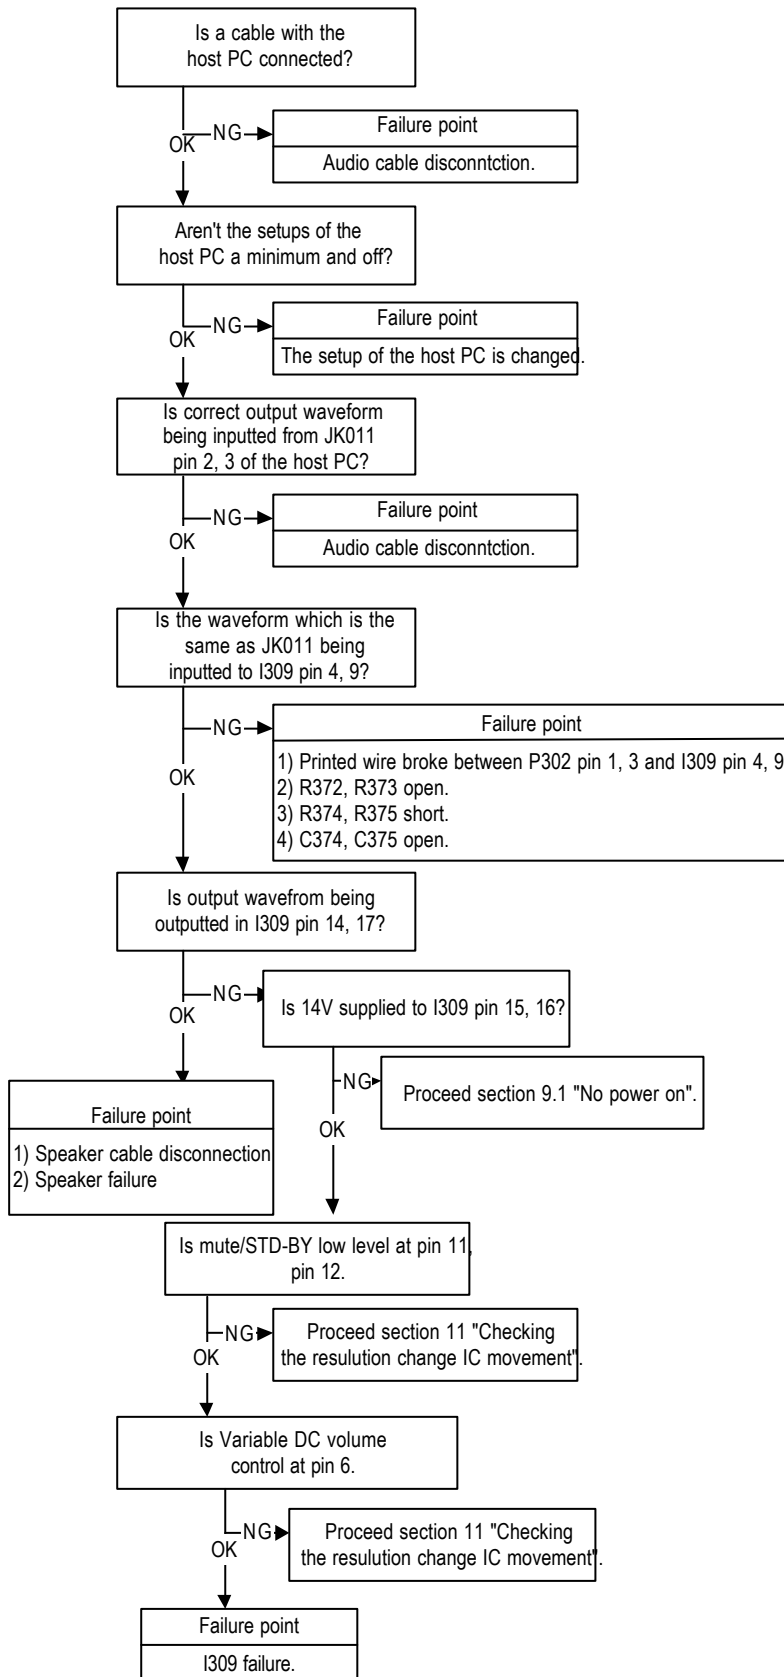 Is a cable with the
host PC connected?
NG
OK
Failure point
Audio cable disconntction.
Aren't the setups of the
host PC a minimum and off?
NG
OK
Failure point
The setup of the host PC is changed.
Is correct output waveform
being inputted from JK011
pin 2, 3 of the host PC?
NG
OK
Failure point
Audio cable disconntction.
Is the waveform which is the
same as JK011 being
inputted to I309 pin 4, 9?
NG
OK
Failure point
1) Printed wire broke between P302 pin 1, 3 and I309 pin 4, 9
2) R372, R373 open.
3) R374, R375 short.
4) C374, C375 open.
Is output wavefrom being
outputted in I309 pin 14, 17?
NG
OK
Is 14V supplied to I309 pin 15, 16?
NG
OK
Proceed section 9.1 "No power on".
Failure point
1) Speaker cable disconnection
2) Speaker failure
Is mute/STD-BY low level at pin 11,
pin 12.
NG
OK
Proceed section 11 "Checking
the resulution change IC movement".
Is Variable DC volume
control at pin 6.
NG
OK
Proceed section 11 "Checking
the resulution change IC movement".
Failure point
I309 failure.